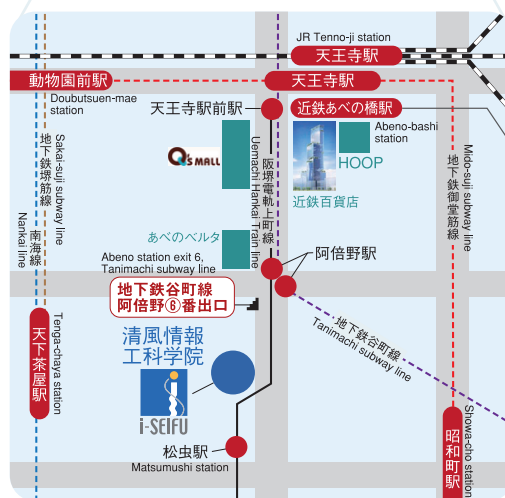 JR Tenno-ji station
天王寺駅
動物園前駅
天王寺駅
Doubutsuen-mae
station
天王寺駅前駅
近鉄あべの橋駅
Abeno-bashi
station
Q's MALL
HOOP
近鉄百貨店
Sakai-suji subway line
地下鉄堺筋線
南海線
Nankai line
Uemachi Hankai Train line
阪堺電軌上町線
Mido-suji subway line
地下鉄御堂筋線
あべのベルタ
Abeno station exit 6,
Tanimachi subway line
阿倍野駅
地下鉄谷町線
阿倍野⑥番出口
地下鉄谷町線
Tanimachi subway line
天下茶屋駅
Tenga-chaya station
清風情報
工科学院
i-SEIFU
松虫駅
Matsumushi station
昭和町駅
Showa-cho station